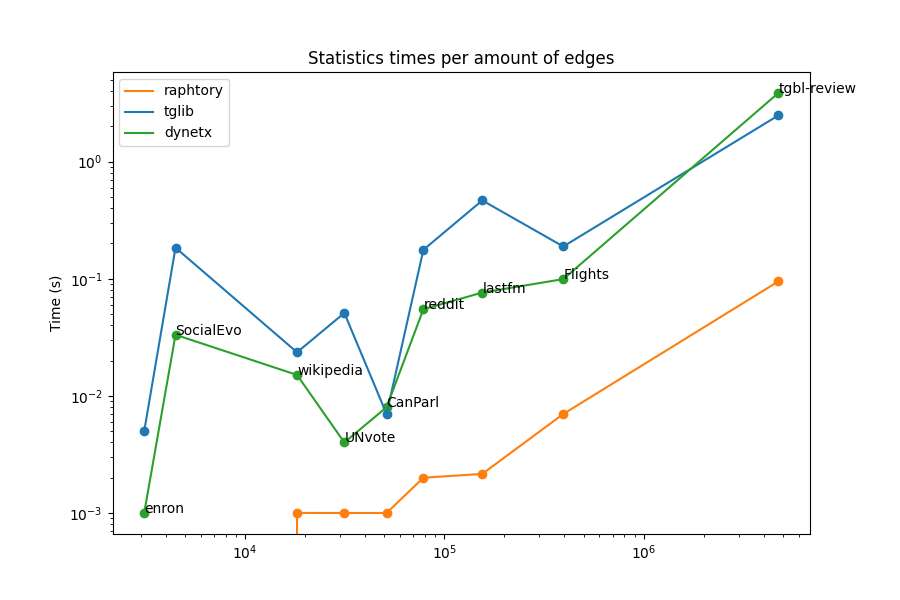 Statistics times per amount of edges
raphtory
tglib
dynetx
tgbl-review
10⁰
Time (s)
10⁻¹
Flights
lastfm
reddit
SocialEvo
wikipedia
10⁻²
CanParl
UNvote
enron
10⁻³
10⁴
10⁵
10⁶